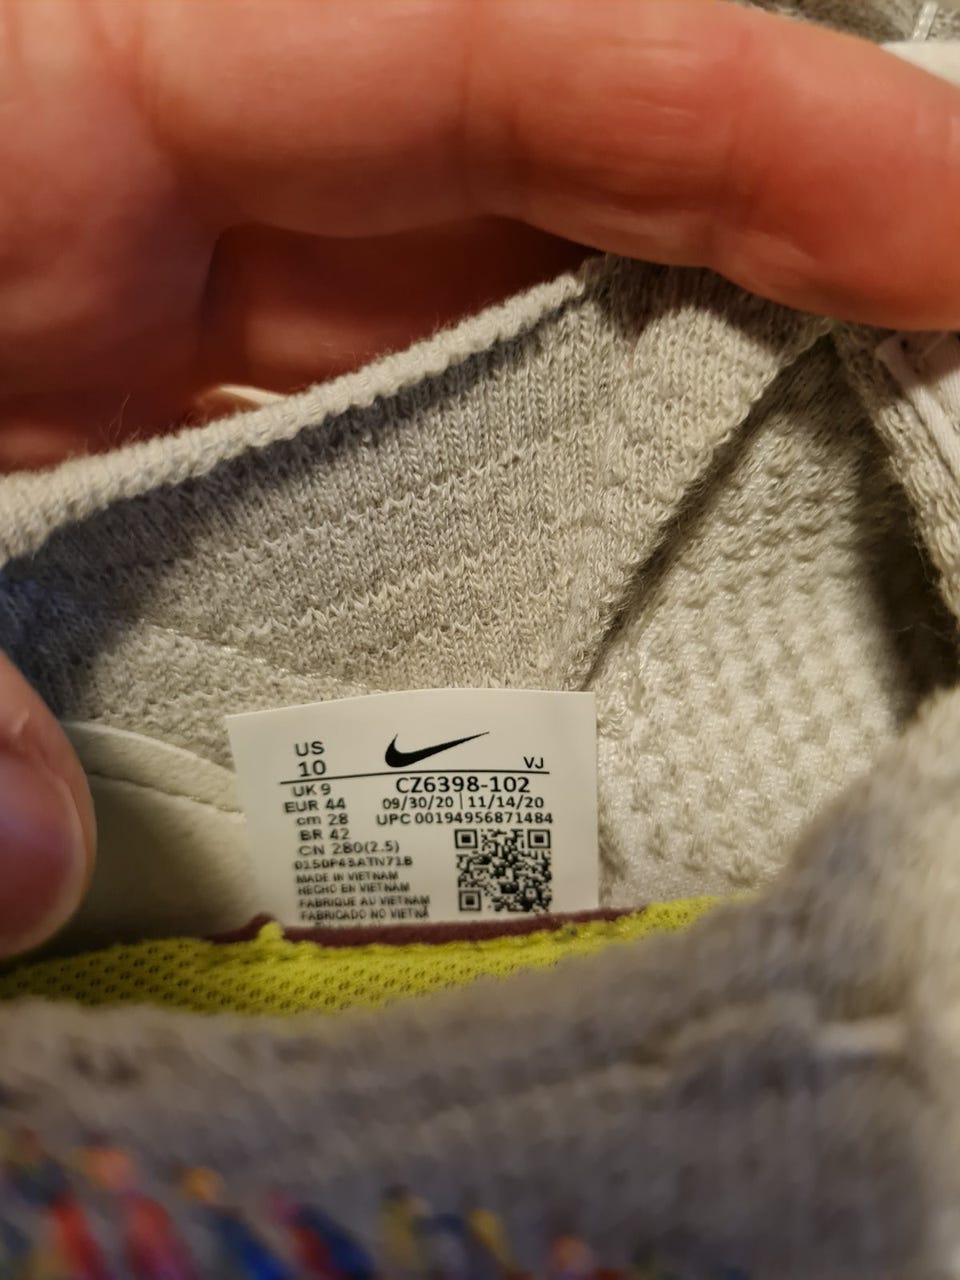 US
10
VJ
UK 9
CZ6398-102
EUR 44
09/30/20 | 11/14/20
cm 28
UPC 00194956871484
BR 42
CN 280(2.5)
MADE IN VIETNAM
HECHO EN VIETNAM
FABRIQUE AU VIETNAM
FABRICADO NO VIETNÃ